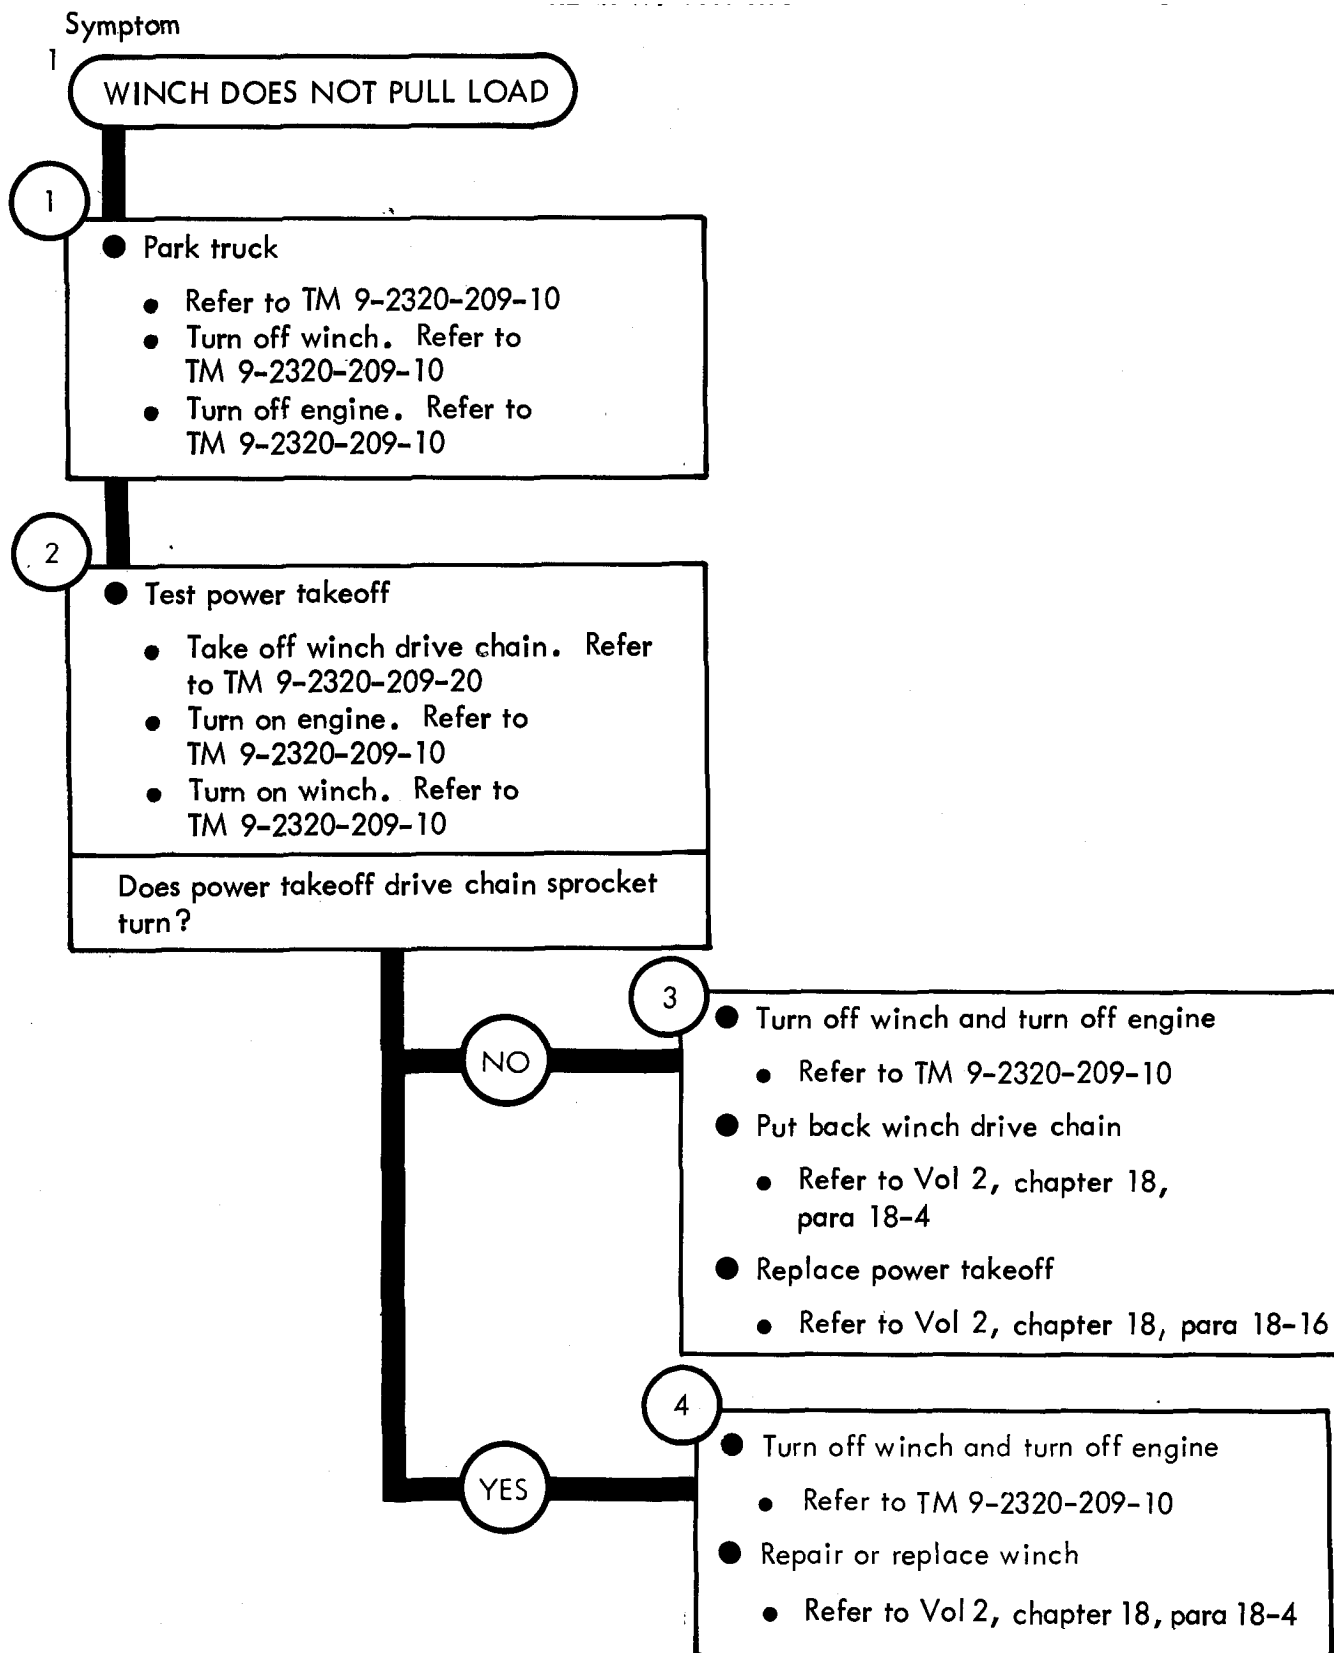 Symptom
1
WINCH DOES NOT PULL LOAD
1
● Park truck
● Refer to TM 9-2320-209-10
● Turn off winch. Refer to
TM 9-2320-209-10
● Turn off engine. Refer to
TM 9-2320-209-10
2
● Test power takeoff
● Take off winch drive chain. Refer
to TM 9-2320-209-20
● Turn on engine. Refer to
TM 9-2320-209-10
● Turn on winch. Refer to
TM 9-2320-209-10
Does power takeoff drive chain sprocket
turn?
NO
3
● Turn off winch and turn off engine
● Refer to TM 9-2320-209-10
● Put back winch drive chain
● Refer to Vol 2, chapter 18,
para 18-4
● Replace power takeoff
● Refer to Vol 2, chapter 18, para 18-16
YES
4
● Turn off winch and turn off engine
● Refer to TM 9-2320-209-10
● Repair or replace winch
● Refer to Vol 2, chapter 18, para 18-4